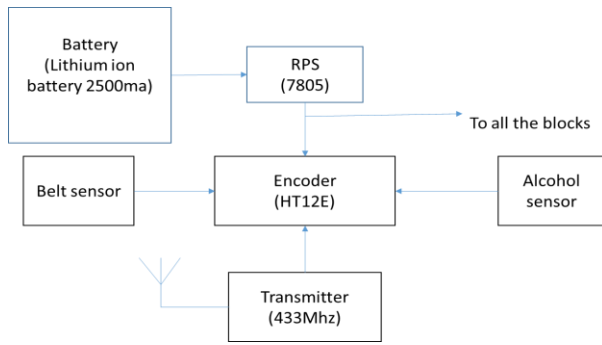 Battery
(Lithium ion
battery 2500ma)
RPS
(7805)
To all the blocks
Belt sensor
Encoder
(HT12E)
Alcohol
sensor
Transmitter
(433Mhz)